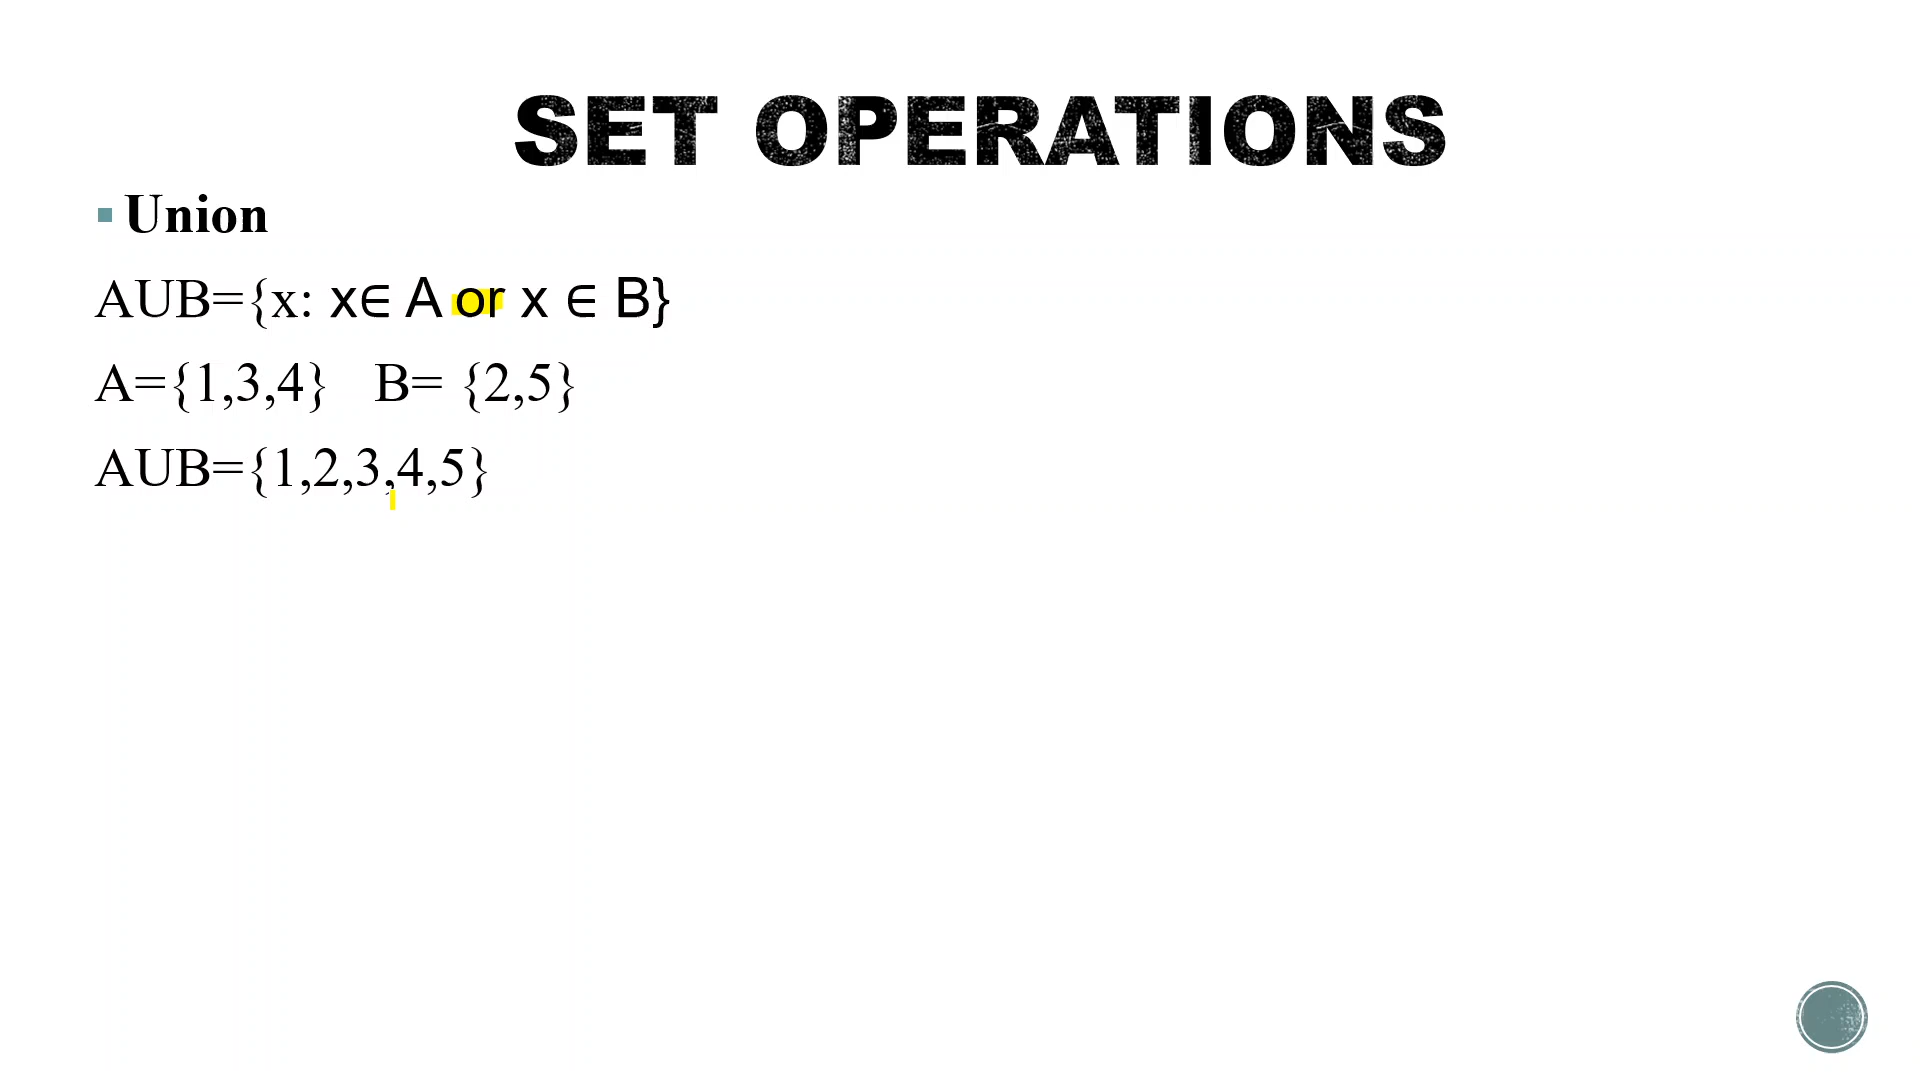 SET OPERATIONS
Union
AUB={x: x∈ A or x ∈ B}
A={1,3,4} B= {2,5}
AUB={1,2,3,4,5}